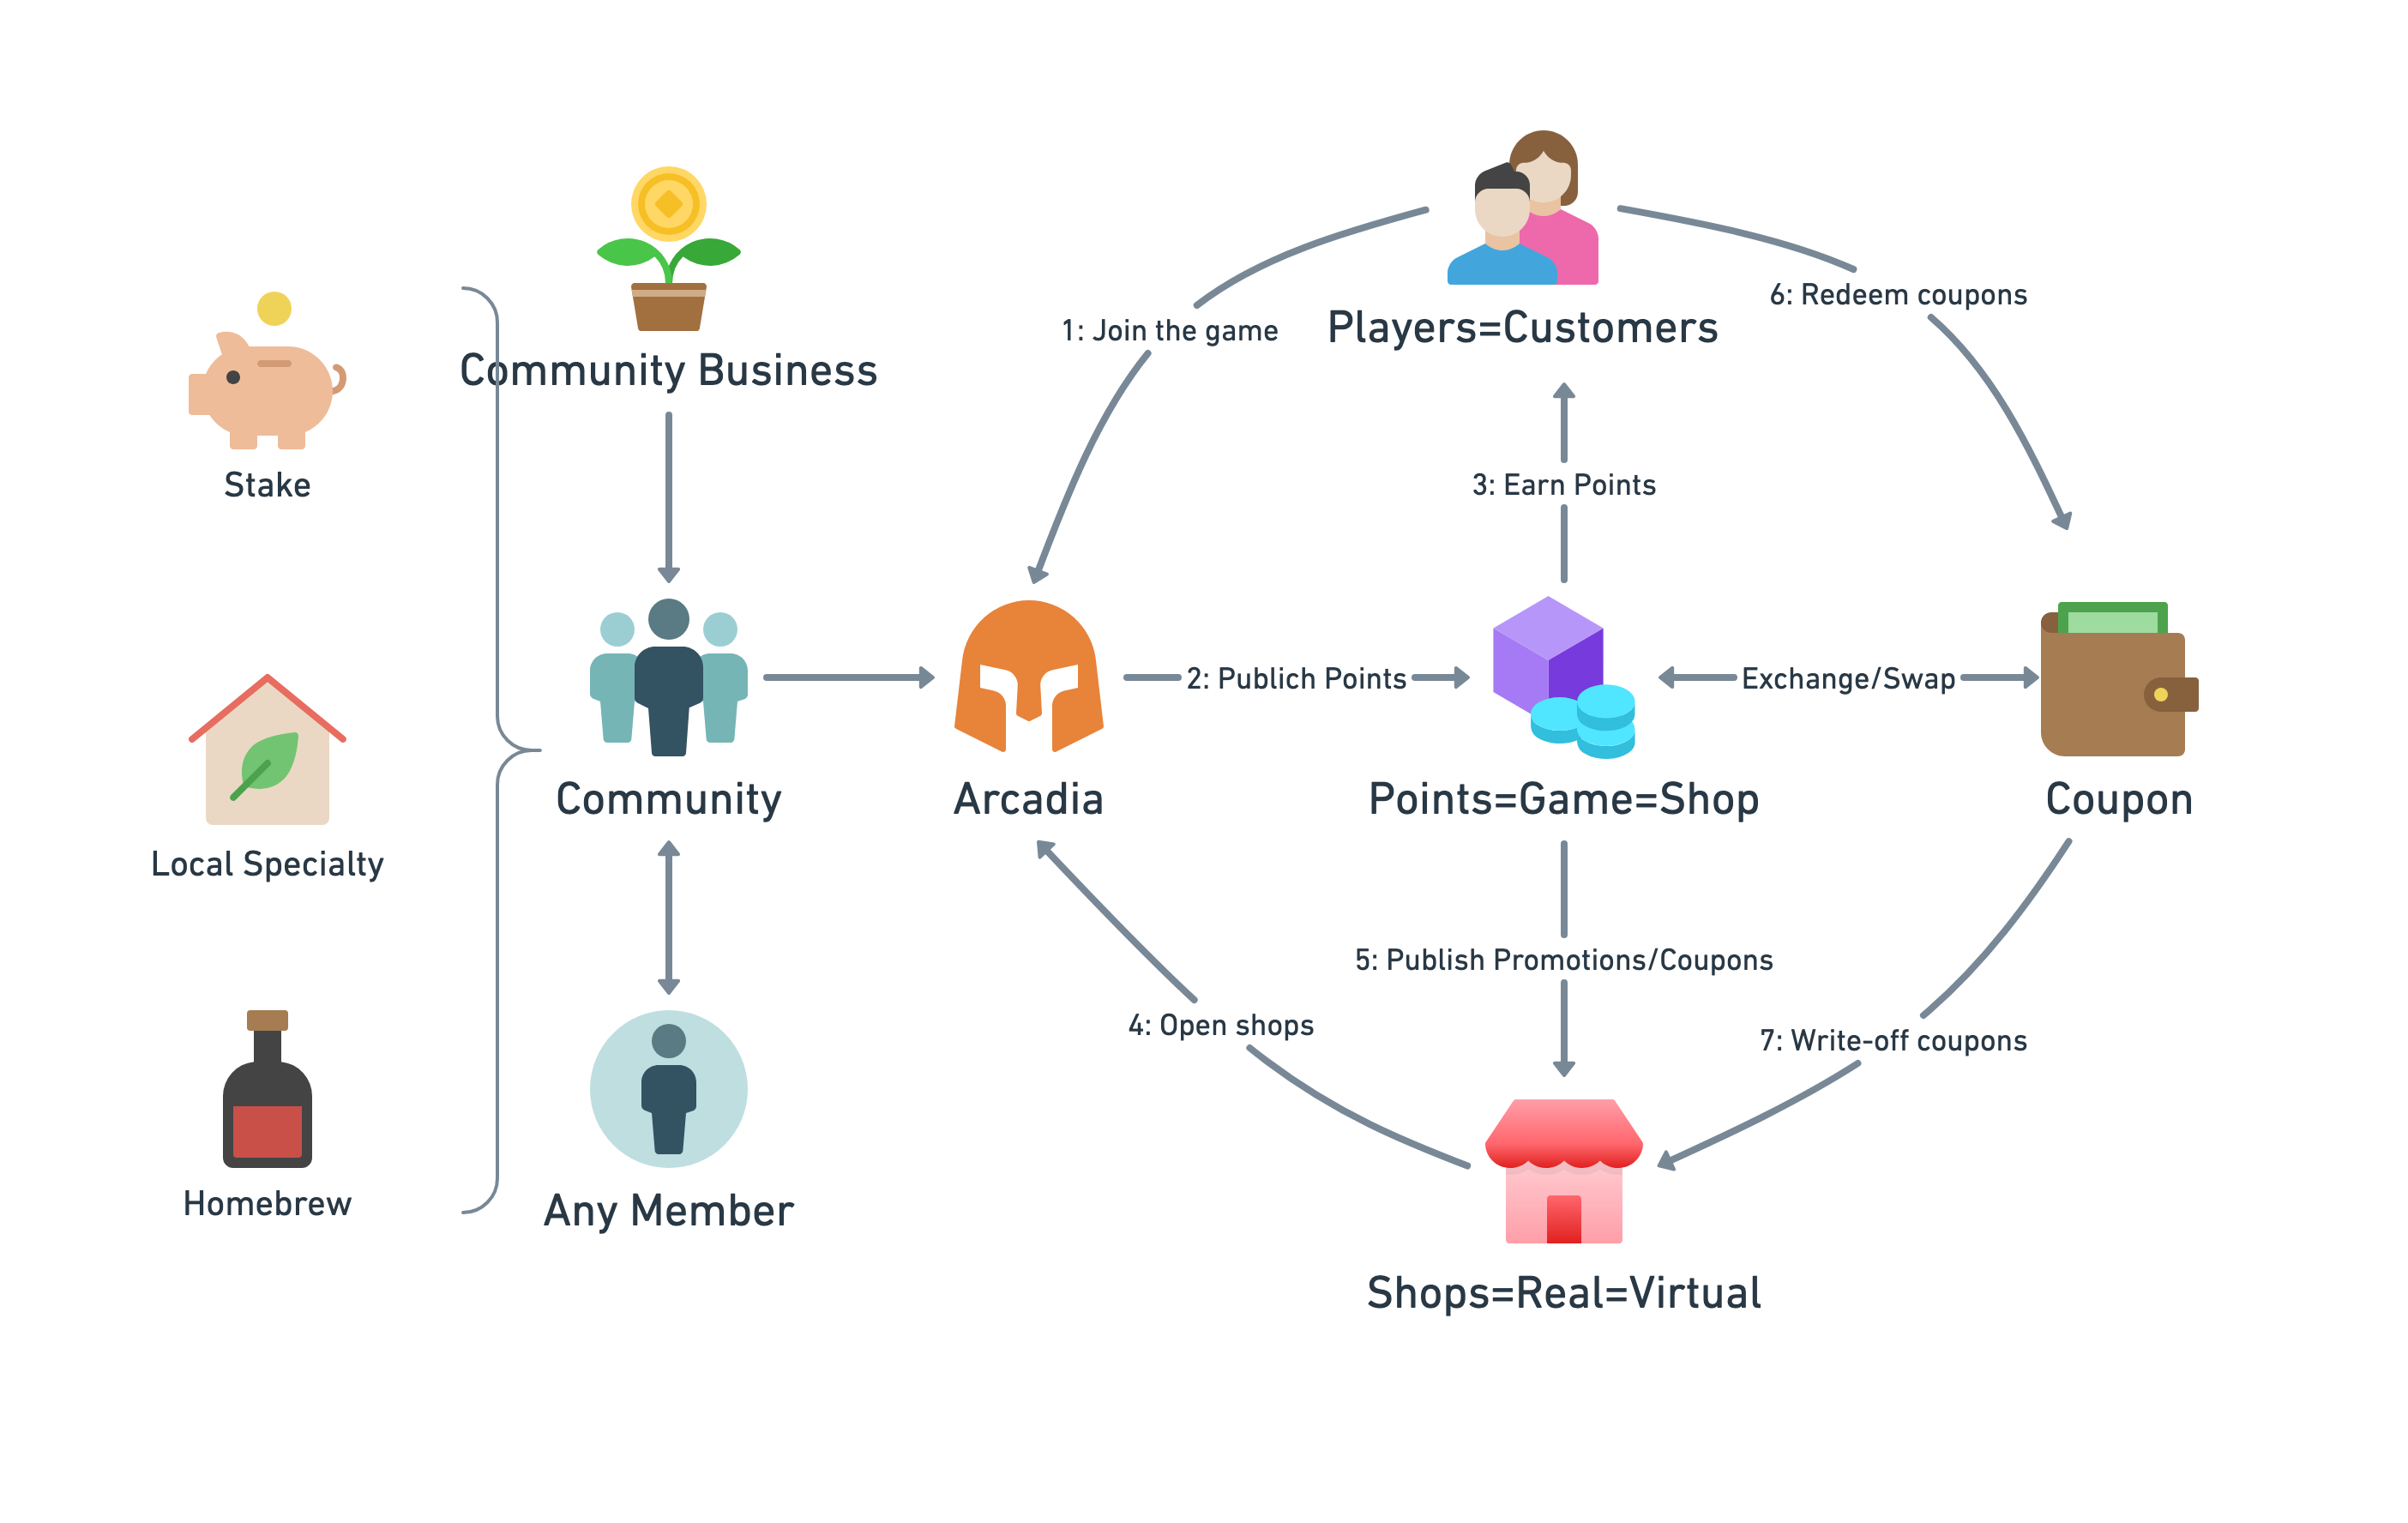 Community Business
Stake
Local Specialty
Homebrew
Community
Any Member
Arcadia
1: Join the game
Players=Customers
6: Redeem coupons
3: Earn Points
2: Publich Points
Points=Game=Shop
Exchange/Swap
Coupon
5: Publish Promotions/Coupons
4: Open shops
7: Write-off coupons
Shops=Real=Virtual